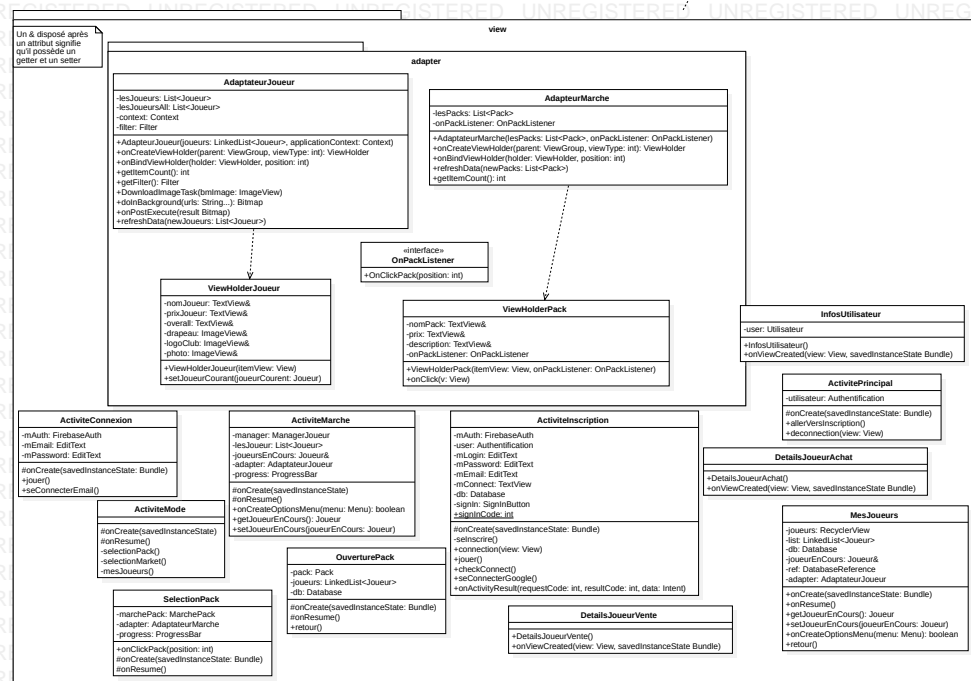 UNREGISTERED UNREGISTERED UNREGISTERED
Un & disposé après
un attribut signifie
qu'il possède un
getter et un setter
view
adapter
AdaptateurJoueur
-lesJoueurs: List<Joueur>
-lesJoueursAll: List<Joueur>
-context: Context
-filter: Filter
+AdapteurJoueur(joueurs: LinkedList<Joueur>, applicationContext: Context)
+onCreateViewHolder(parent: ViewGroup, viewType: int): ViewHolder
+onBindViewHolder(holder: ViewHolder, position: int)
+getItemCount(): int
+getFilter(): Filter
+DownloadImageTask(bmImage: ImageView)
+doInBackground(urls: String...): Bitmap
+onPostExecute(result Bitmap)
+refreshData(newJoueurs: List<Joueur>)
AdapteurMarche
-lesPacks: List<Pack>
-onPackListener: OnPackListener
+AdaptateurMarche(lesPacks: List<Pack>, onPackListener: OnPackListener)
+onCreateViewHolder(parent: ViewGroup, viewType: int): ViewHolder
+onBindViewHolder(holder: ViewHolder, position: int)
+refreshData(newPacks: List<Pack>)
+getItemCount(): int
«interface»
OnPackListener
+OnClickPack(position: int)
ViewHolderJoueur
-nomJoueur: TextView&
-prixJoueur: TextView&
-overall: TextView&
-drapeau: ImageView&
-logoClub: ImageView&
-photo: ImageView&
+ViewHolderJoueur(itemView: View)
+setJoueurCourant(joueurCourent: Joueur)
ViewHolderPack
-nomPack: TextView&
-prix: TextView&
-description: TextView&
-onPackListener: OnPackListener
+ViewHolderPack(itemView: View, onPackListener: OnPackListener)
+onClick(v: View)
InfosUtilisateur
-user: Utilisateur
+InfosUtilisateur()
+onViewCreated(view: View, savedInstanceState Bundle)
ActivitePrincipal
-utilisateur: Authentification
#onCreate(savedInstanceState: Bundle)
+allerVersInscription()
+deconnection(view: View)
ActiviteConnexion
-mAuth: FirebaseAuth
-mEmail: EditText
-mPassword: EditText
#onCreate(savedInstanceState: Bundle)
+jouer()
+seConnecterEmail()
ActiviteMarche
-manager: ManagerJoueur
-lesJoueur: List<Joueur>
-joueursEnCours: Joueur&
-adapter: AdaptateurJoueur
-progress: ProgressBar
#onCreate(savedInstanceState)
#onResume()
+onCreateOptionsMenu(menu: Menu): boolean
+getJoueurEnCours(): Joueur
+setJoueurEnCours(joueurEnCours: Joueur)
ActiviteInscription
-mAuth: FirebaseAuth
-user: Authentification
-mLogin: EditText
-mPassword: EditText
-mEmail: EditText
-mConnect: TextView
-db: Database
-signIn: SignInButton
+signInCode: int
#onCreate(savedInstanceState: Bundle)
-seInscrire()
+connection(view: View)
+jouer()
+checkConnect()
+seConnecterGoogle()
+onActivityResult(requestCode: int, resultCode: int, data: Intent)
DetailsJoueurAchat
+DetailsJoueurAchat()
+onViewCreated(view: View, savedInstanceState Bundle)
ActiviteMode
#onCreate(savedInstanceState)
#onResume()
-selectionPack()
-selectionMarket()
-mesJoueurs()
MesJoueurs
-joueurs: RecyclerView
-list: LinkedList<Joueur>
-db: Database
-joueurEnCours: Joueur&
-ref: DatabaseReference
-adapter: AdaptateurJoueur
+onCreate(savedInstanceState: Bundle)
+onResume()
+getJoueurEnCours(): Joueur
+setJoueurEnCours(joueurEnCours: Joueur)
+onCreateOptionsMenu(menu: Menu): boolean
+retour()
OuverturePack
-pack: Pack
-joueurs: LinkedList<Joueur>
-db: Database
#onCreate(savedInstanceState: Bundle)
#onResume()
+retour()
SelectionPack
-marchePack: MarchePack
-adapter: AdaptateurMarche
-progress: ProgressBar
+onClickPack(position: int)
#onCreate(savedInstanceState: Bundle)
#onResume()
DetailsJoueurVente
+DetailsJoueurVente()
+onViewCreated(view: View, savedInstanceState Bundle)